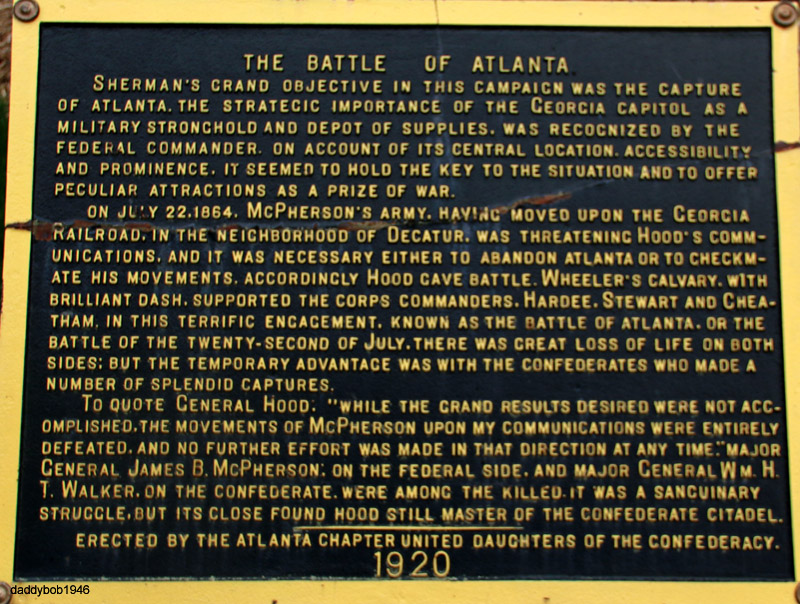 THE BATTLE OF ATLANTA.
SHERMAN'S GRAND OBJECTIVE IN THIS CAMPAIGN WAS THE CAPTURE
OF ATLANTA. THE STRATEGIC IMPORTANCE OF THE GEORGIA CAPITOL AS A
MILITARY STRONGHOLD AND DEPOT OF SUPPLIES, WAS RECOGNIZED BY THE
FEDERAL COMMANDER. ON ACCOUNT OF ITS CENTRAL LOCATION, ACCESSIBILITY
AND PROMINENCE, IT SEEMED TO HOLD THE KEY TO THE SITUATION AND TO OFFER
PECULIAR ATTRACTIONS AS A PRIZE OF WAR.
ON JULY 22,1864, McPHERSON'S ARMY, HAVING MOVED UPON THE GEORGIA
RAILROAD, IN THE NEIGHBORHOOD OF DECATUR, WAS THREATENING HOOD'S COMM-
UNICATIONS, AND IT WAS NECESSARY EITHER TO ABANDON ATLANTA OR TO CHECKM-
ATE HIS MOVEMENTS, ACCORDINGLY HOOD GAVE BATTLE. WHEELER'S CALVARY, WITH
BRILLIANT DASH, SUPPORTED THE CORPS COMMANDERS, HARDEE, STEWART AND CHEA-
THAM, IN THIS TERRIFIC ENGAGEMENT, KNOWN AS THE BATTLE OF ATLANTA, OR THE
BATTLE OF THE TWENTY-SECOND OF JULY, THERE WAS GREAT LOSS OF LIFE ON BOTH
SIDES; BUT THE TEMPORARY ADVANTAGE WAS WITH THE CONFEDERATES WHO MADE A
NUMBER OF SPLENDID CAPTURES.
TO QUOTE GENERAL HOOD: "WHILE THE GRAND RESULTS DESIRED WERE NOT ACC-
OMPLISHED, THE MOVEMENTS OF McPHERSON UPON MY COMMUNICATIONS WERE ENTIRELY
DEFEATED, AND NO FURTHER EFFORT WAS MADE IN THAT DIRECTION AT ANY TIME." MAJOR
GENERAL JAMES B. McPHERSON; ON THE FEDERAL SIDE, AND MAJOR GENERAL WM. H.
T. WALKER, ON THE CONFEDERATE, WERE AMONG THE KILLED. IT WAS A SANGUINARY
STRUGGLE, BUT ITS CLOSE FOUND HOOD STILL MASTER OF THE CONFEDERATE CITADEL.
ERECTED BY THE ATLANTA CHAPTER UNITED DAUGHTERS OF THE CONFEDERACY.
1920
daddybob1946